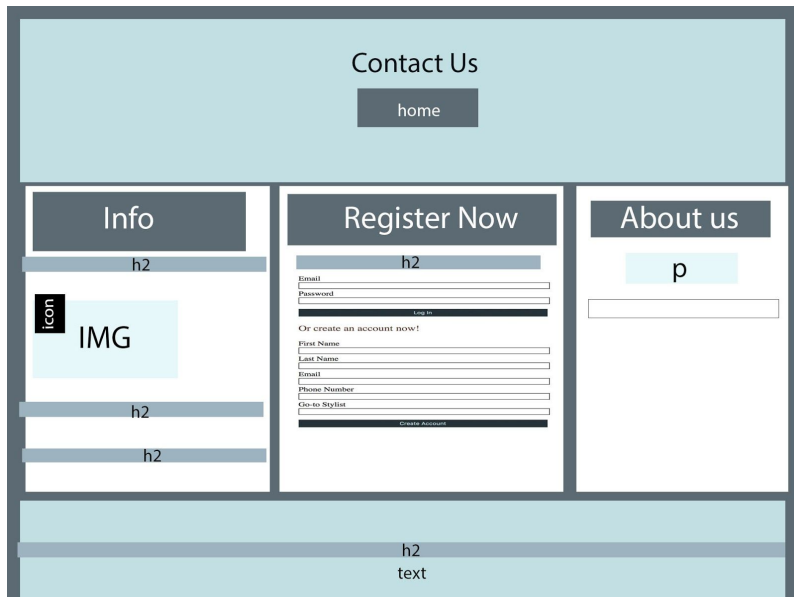 Contact Us
home
Info
h2
icon
IMG
h2
h2
Register Now
h2
Email
Password
Log In
Or create an account now!
First Name
Last Name
Email
Phone Number
Go-to Stylist
Create Account
About us
p
h2
text